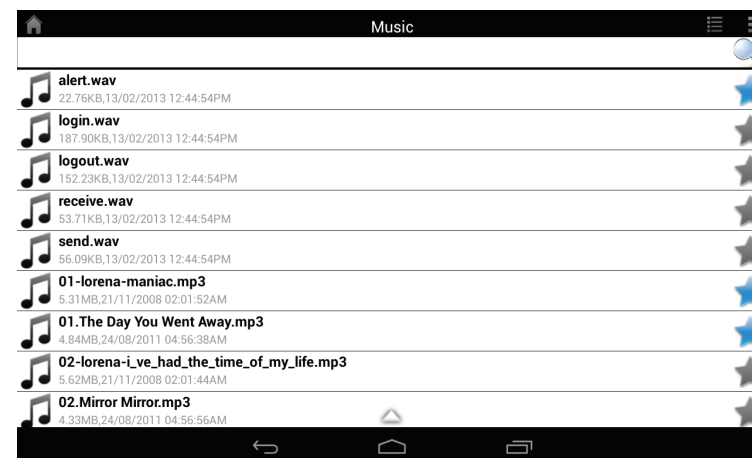 Music
alert.wav
22.76KB,13/02/2013 12:44:54PM
login.wav
187.90KB,13/02/2013 12:44:54PM
logout.wav
152.23KB,13/02/2013 12:44:54PM
receive.wav
53.71KB,13/02/2013 12:44:54PM
send.wav
56.09KB,13/02/2013 12:44:54PM
01-lorena-maniac.mp3
5.31MB,21/11/2008 02:01:52AM
01.The Day You Went Away.mp3
4.84MB,24/08/2011 04:56:38AM
02-lorena-i_ve_had_the_time_of_my_life.mp3
5.62MB,21/11/2008 02:01:44AM
02.Mirror Mirror.mp3
4.33MB,24/08/2011 04:56:56AM